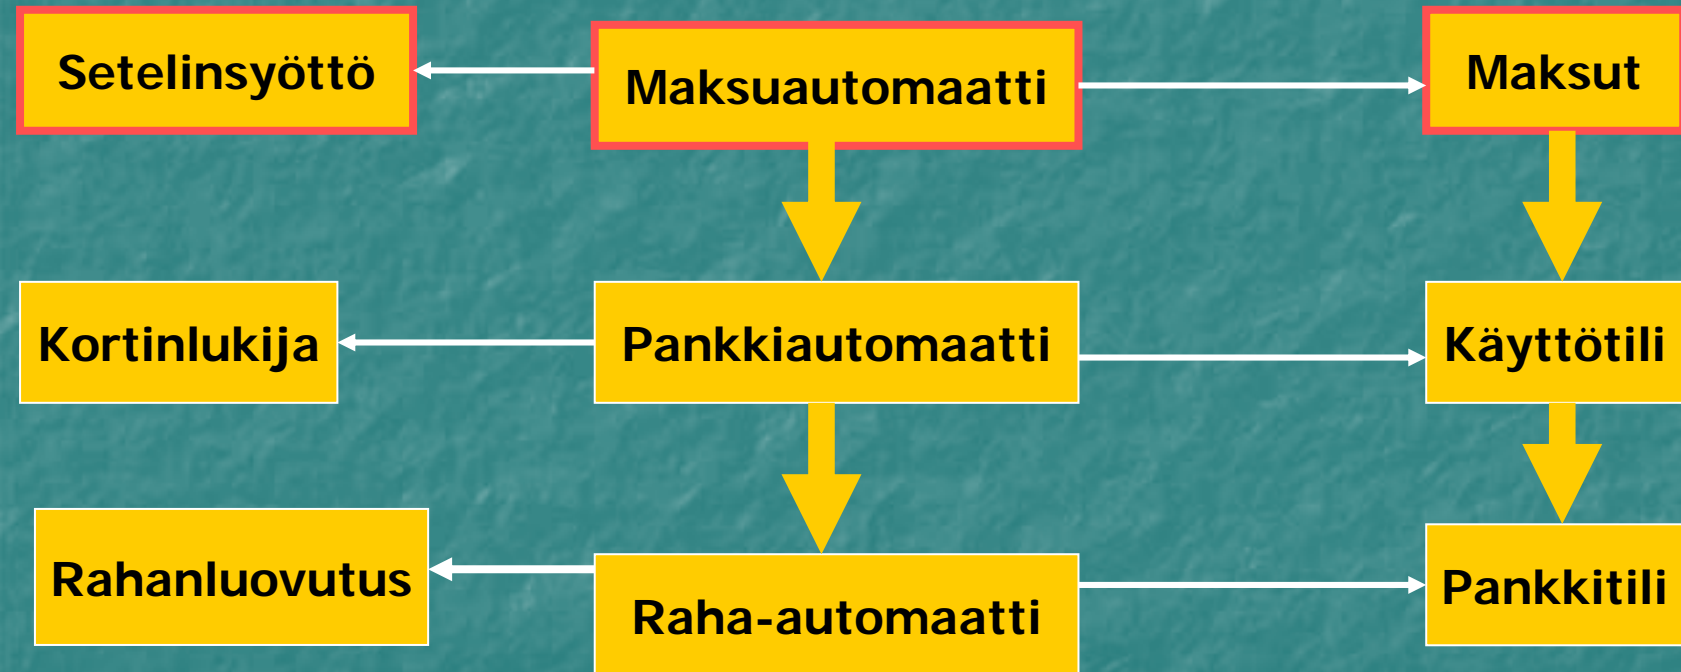 Setelinsyöttö
Maksuautomaatti
Maksut
Kortinlukija
Pankkiautomaatti
Käyttötili
Rahanluovutus
Raha-automaatti
Pankkitili